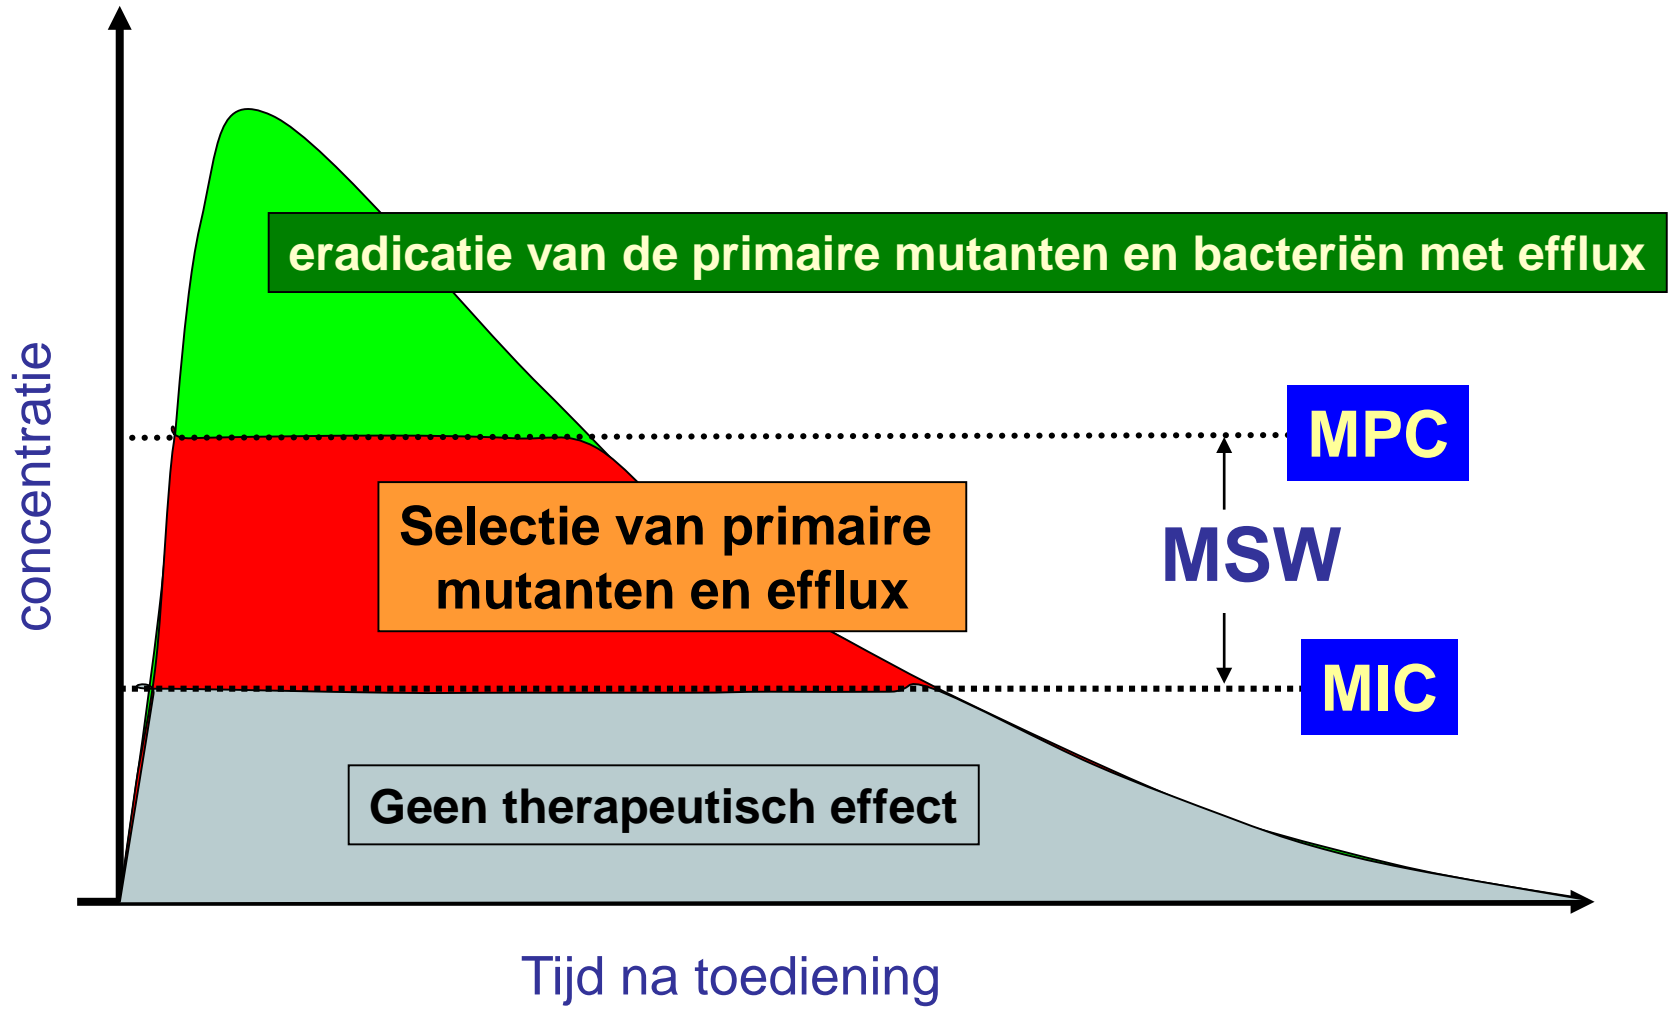 eradicatie van de primaire mutanten en bacteriën met efflux
concentratie
MPC
Selectie van primaire
mutanten en efflux
MSW
MIC
Geen therapeutisch effect
Tijd na toediening